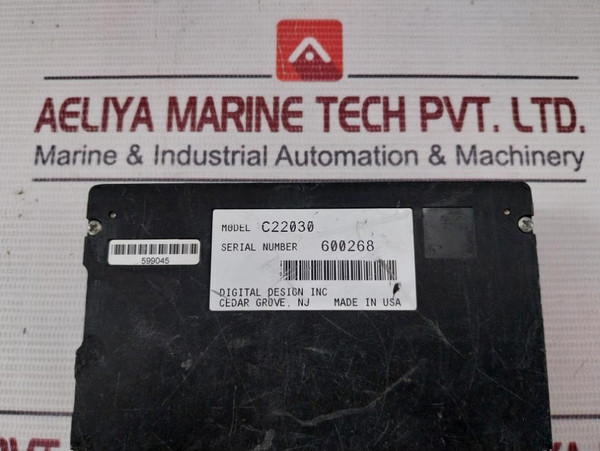 AELIYA MARINE TECH PVT. LTD.
Marine & Industrial Automation & Machinery
MODEL C22030
SERIAL NUMBER 600268
599045
DIGITAL DESIGN INC
CEDAR GROVE, NJ MADE IN USA